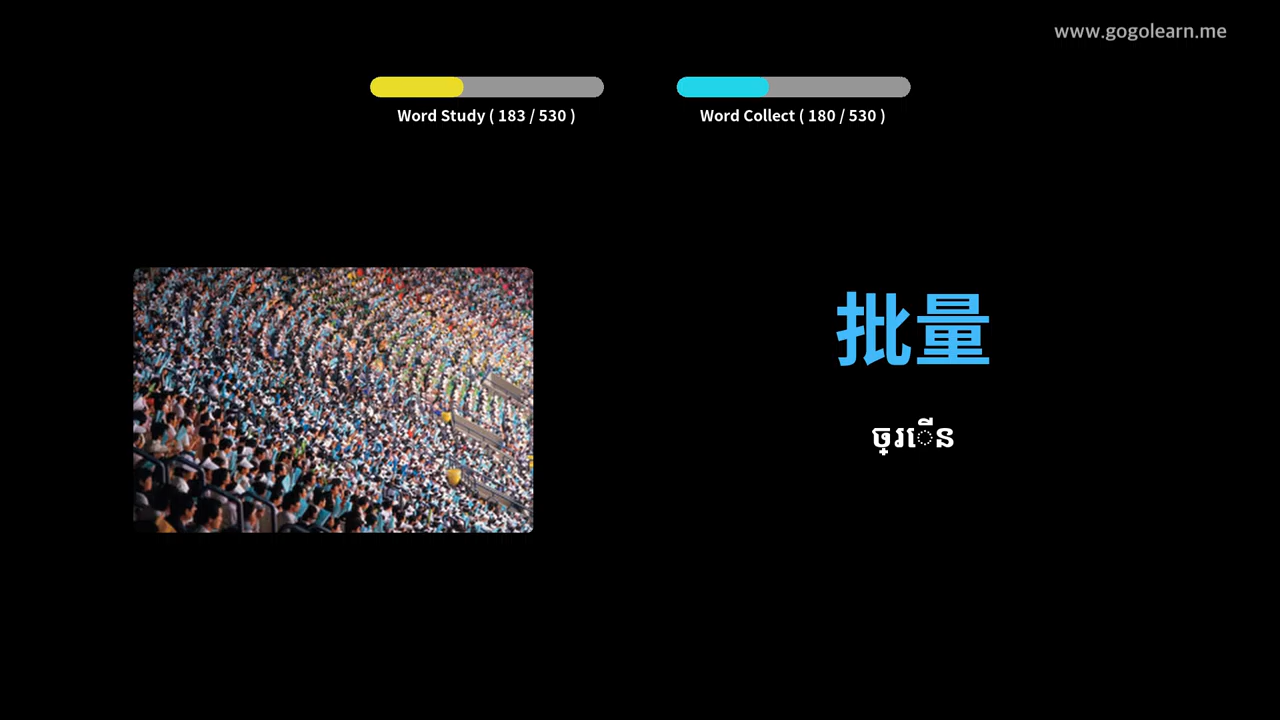 www.gogolearn.me
Word Study ( 183 / 530 )
Word Collect ( 180 / 530 )
批量
ច្រើន